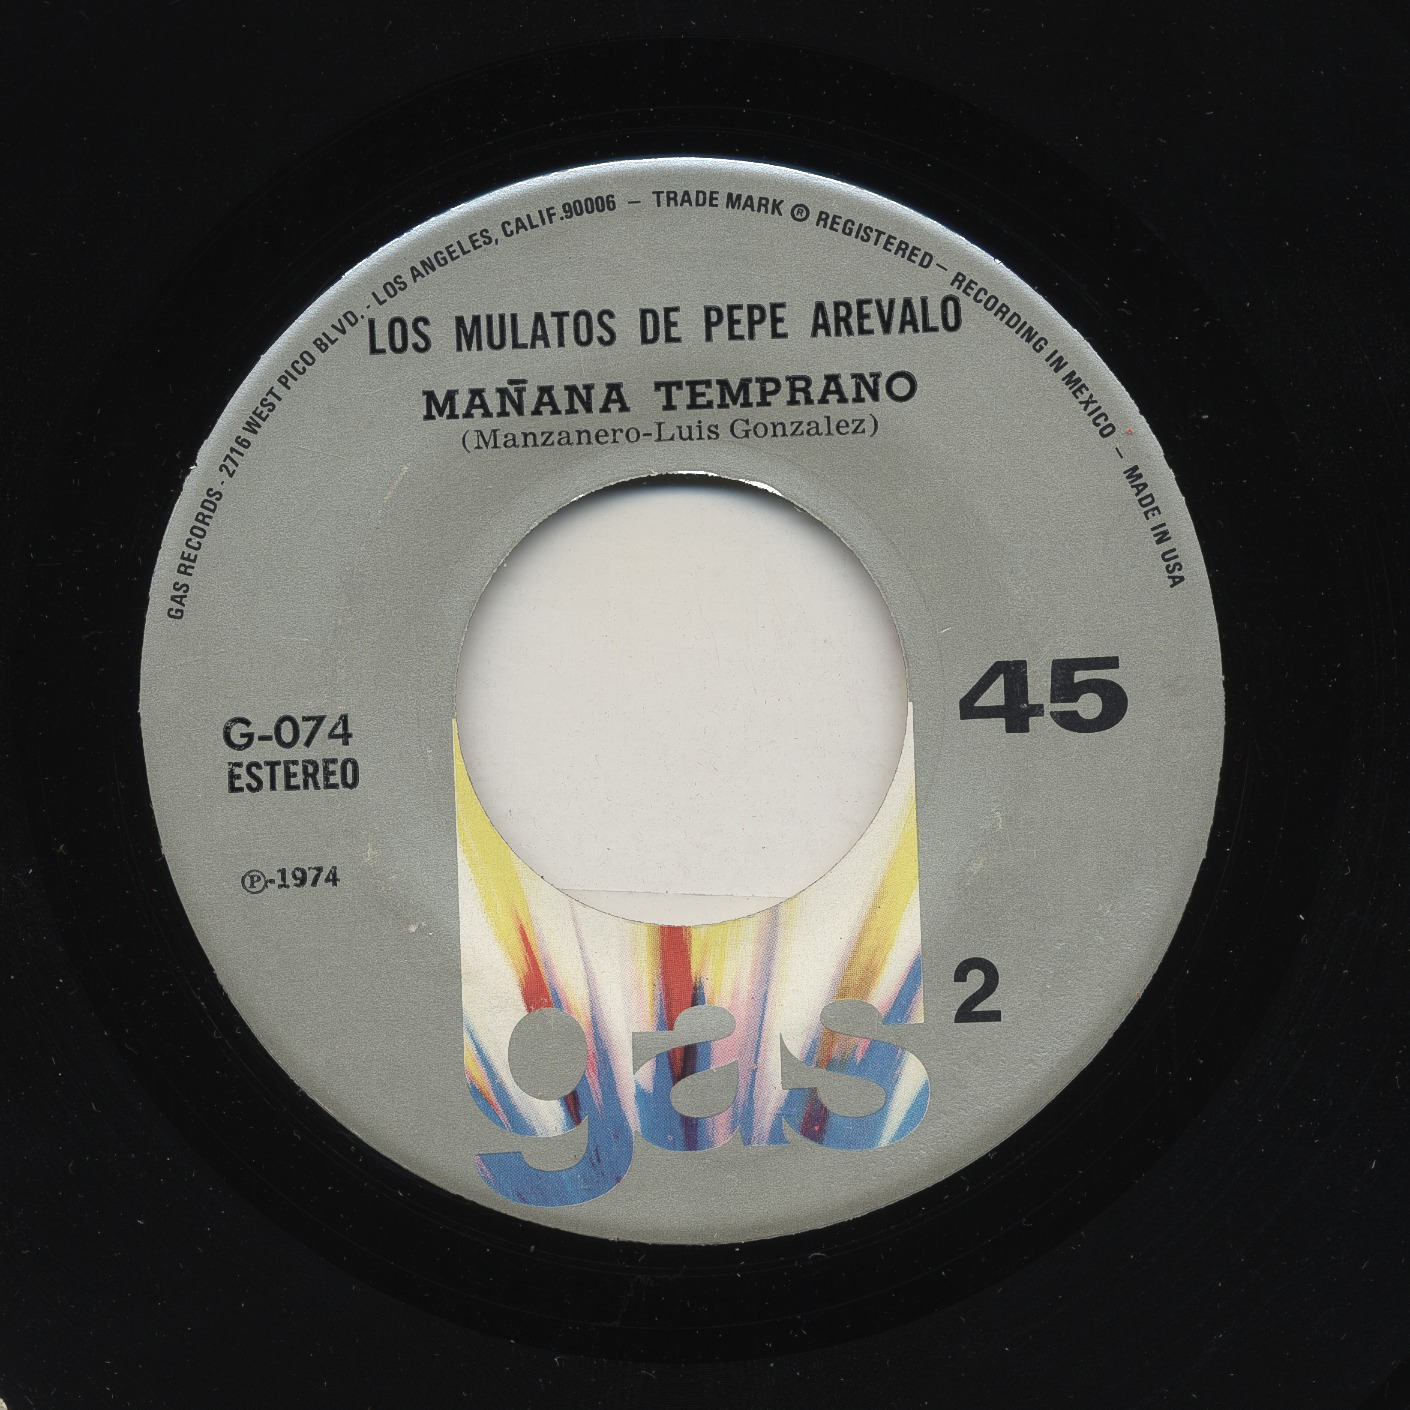 GAS RECORDS - 2716 WEST PICO BLVD. - LOS ANGELES, CALIF. 90006 — TRADE MARK ® REGISTERED — RECORDING IN MEXICO — MADE IN USA
LOS MULATOS DE PEPE AREVALO
MAÑANA TEMPRANO
(Manzanero-Luis Gonzalez)
45
G-074
ESTEREO
℗-1974
2
gas